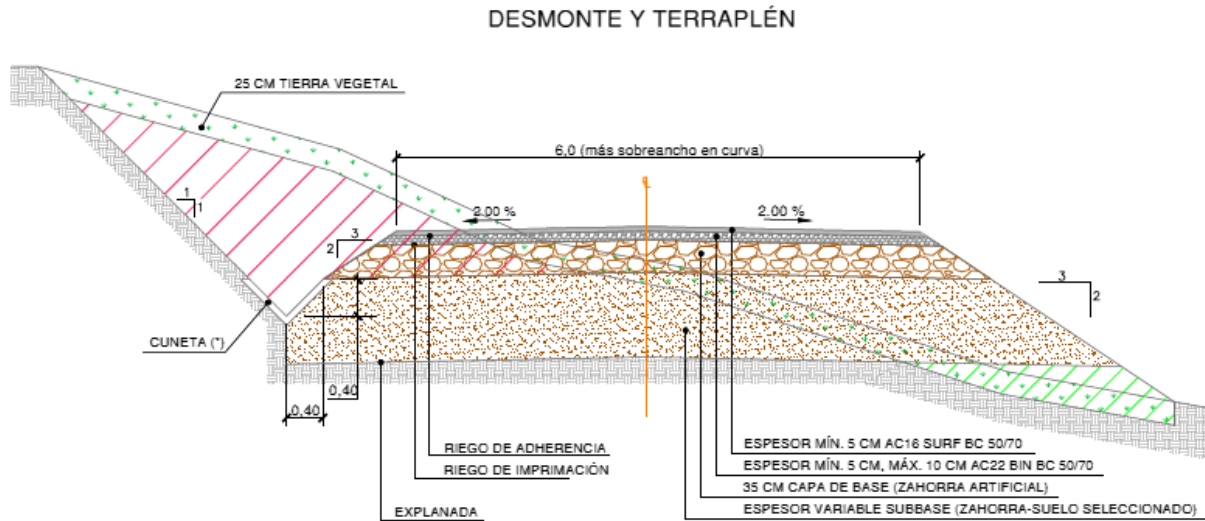 DESMONTE Y TERRAPLÉN
25 CM TIERRA VEGETAL
6,0 (más sobreancho en curva)
2.00 %
2.00 %
1
1
3
2
3
2
CUNETA (*)
0,40
0,40
RIEGO DE ADHERENCIA
RIEGO DE IMPRIMACIÓN
EXPLANADA
ESPESOR MÍN. 5 CM AC16 SURF BC 50/70
ESPESOR MÍN. 5 CM, MÁX. 10 CM AC22 BIN BC 50/70
35 CM CAPA DE BASE (ZAHORRA ARTIFICIAL)
ESPESOR VARIABLE SUBBASE (ZAHORRA-SUELO SELECCIONADO)